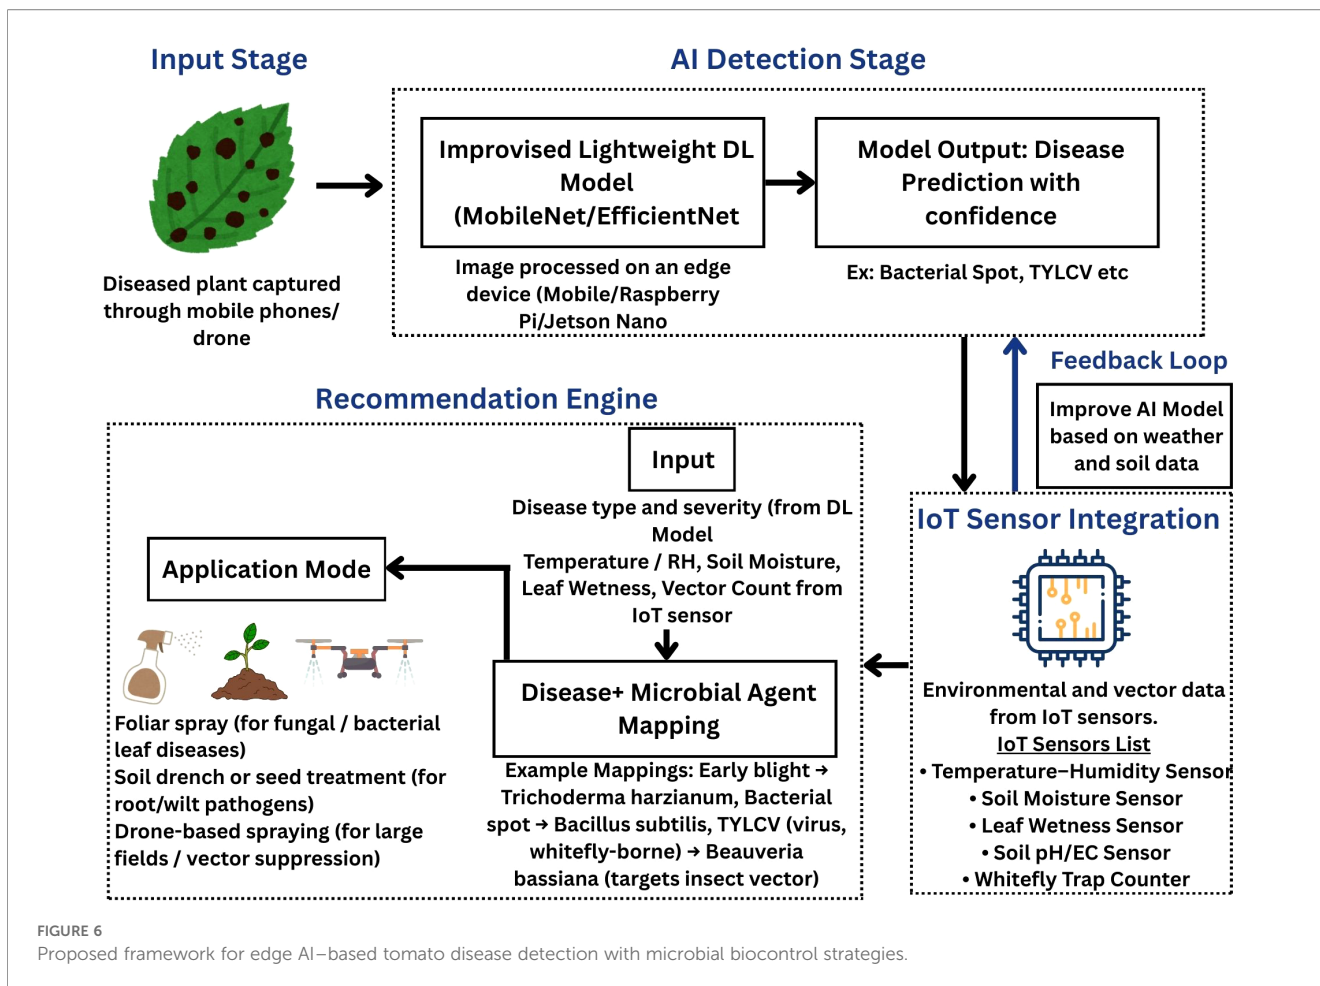 Input Stage
Diseased plant captured
through mobile phones/
drone
AI Detection Stage
Improvised Lightweight DL
Model
(MobileNet/EfficientNet
Image processed on an edge
device (Mobile/Raspberry
Pi/Jetson Nano
Model Output: Disease
Prediction with
confidence
Ex: Bacterial Spot, TYLCV etc
Feedback Loop
Improve AI Model
based on weather
and soil data
IoT Sensor Integration
Environmental and vector data
from IoT sensors.
IoT Sensors List
• Temperature–Humidity Sensor
• Soil Moisture Sensor
• Leaf Wetness Sensor
• Soil pH/EC Sensor
• Whitefly Trap Counter
Recommendation Engine
Input
Disease type and severity (from DL
Model
Temperature / RH, Soil Moisture,
Leaf Wetness, Vector Count from
IoT sensor
Disease+ Microbial Agent
Mapping
Example Mappings: Early blight →
Trichoderma harzianum, Bacterial
spot → Bacillus subtilis, TYLCV (virus,
whitefly-borne) → Beauveria
bassiana (targets insect vector)
Application Mode
Foliar spray (for fungal / bacterial
leaf diseases)
Soil drench or seed treatment (for
root/wilt pathogens)
Drone-based spraying (for large
fields / vector suppression)
FIGURE 6
Proposed framework for edge AI–based tomato disease detection with microbial biocontrol strategies.